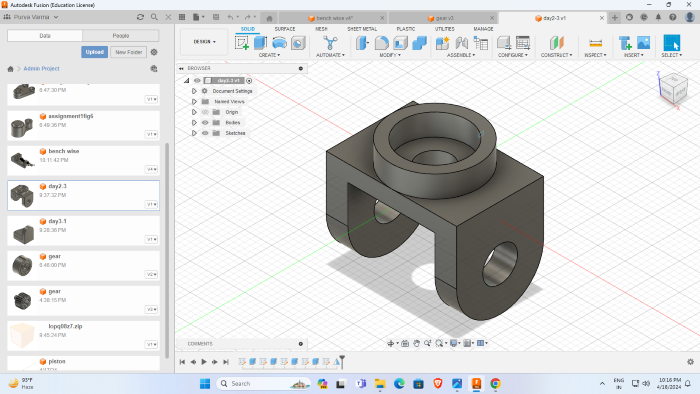 Autodesk Fusion (Education License)
Purva Varma
bench wise v4*
gear v3
day2-3 v1
Data
People
Upload
New Folder
Admin Project
DESIGN
SOLID
SURFACE
MESH
SHEET METAL
PLASTIC
UTILITIES
MANAGE
CREATE
AUTOMATE
MODIFY
ASSEMBLE
CONFIGURE
CONSTRUCT
INSPECT
INSERT
SELECT
BROWSER
day2-3 v1
Document Settings
Named Views
Origin
Bodies
Sketches
6:47:30 PM
V1
assignment1fig6
6:49:36 PM
V1
bench wise
10:11:42 PM
V4
day2-3
9:37:32 PM
V1
day3-1
9:28:36 PM
V1
gear
6:46:00 PM
V2
gear
4:38:15 PM
V3
9:45:24 PM
V1
piston
COMMENTS
93°F
Haze
Search
ENG
IN
10:16 PM
4/18/2024